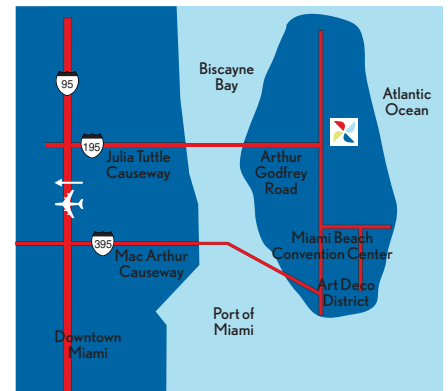 Biscayne
Bay
95
Atlantic
Ocean
195
Julia Tuttle
Causeway
Arthur
Godfrey
Road
395
Mac Arthur
Causeway
Miami Beach
Convention Center
Art Deco
District
Port of
Miami
Downtown
Miami